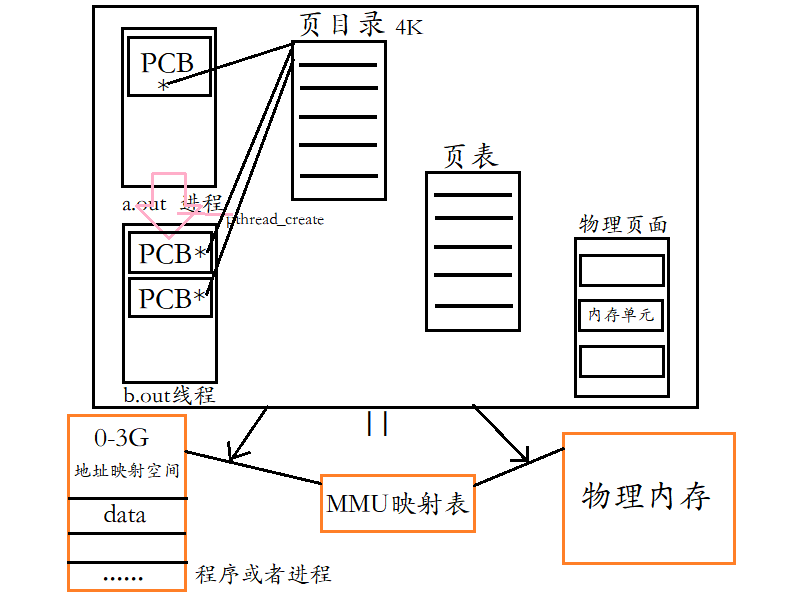 页目录 4K
PCB
*
页表
a.out 进程
pthread_create
物理页面
PCB*
PCB*
内存单元
b.out线程
||
0-3G
地址映射空间
MMU映射表
物理内存
data
......
程序或者进程